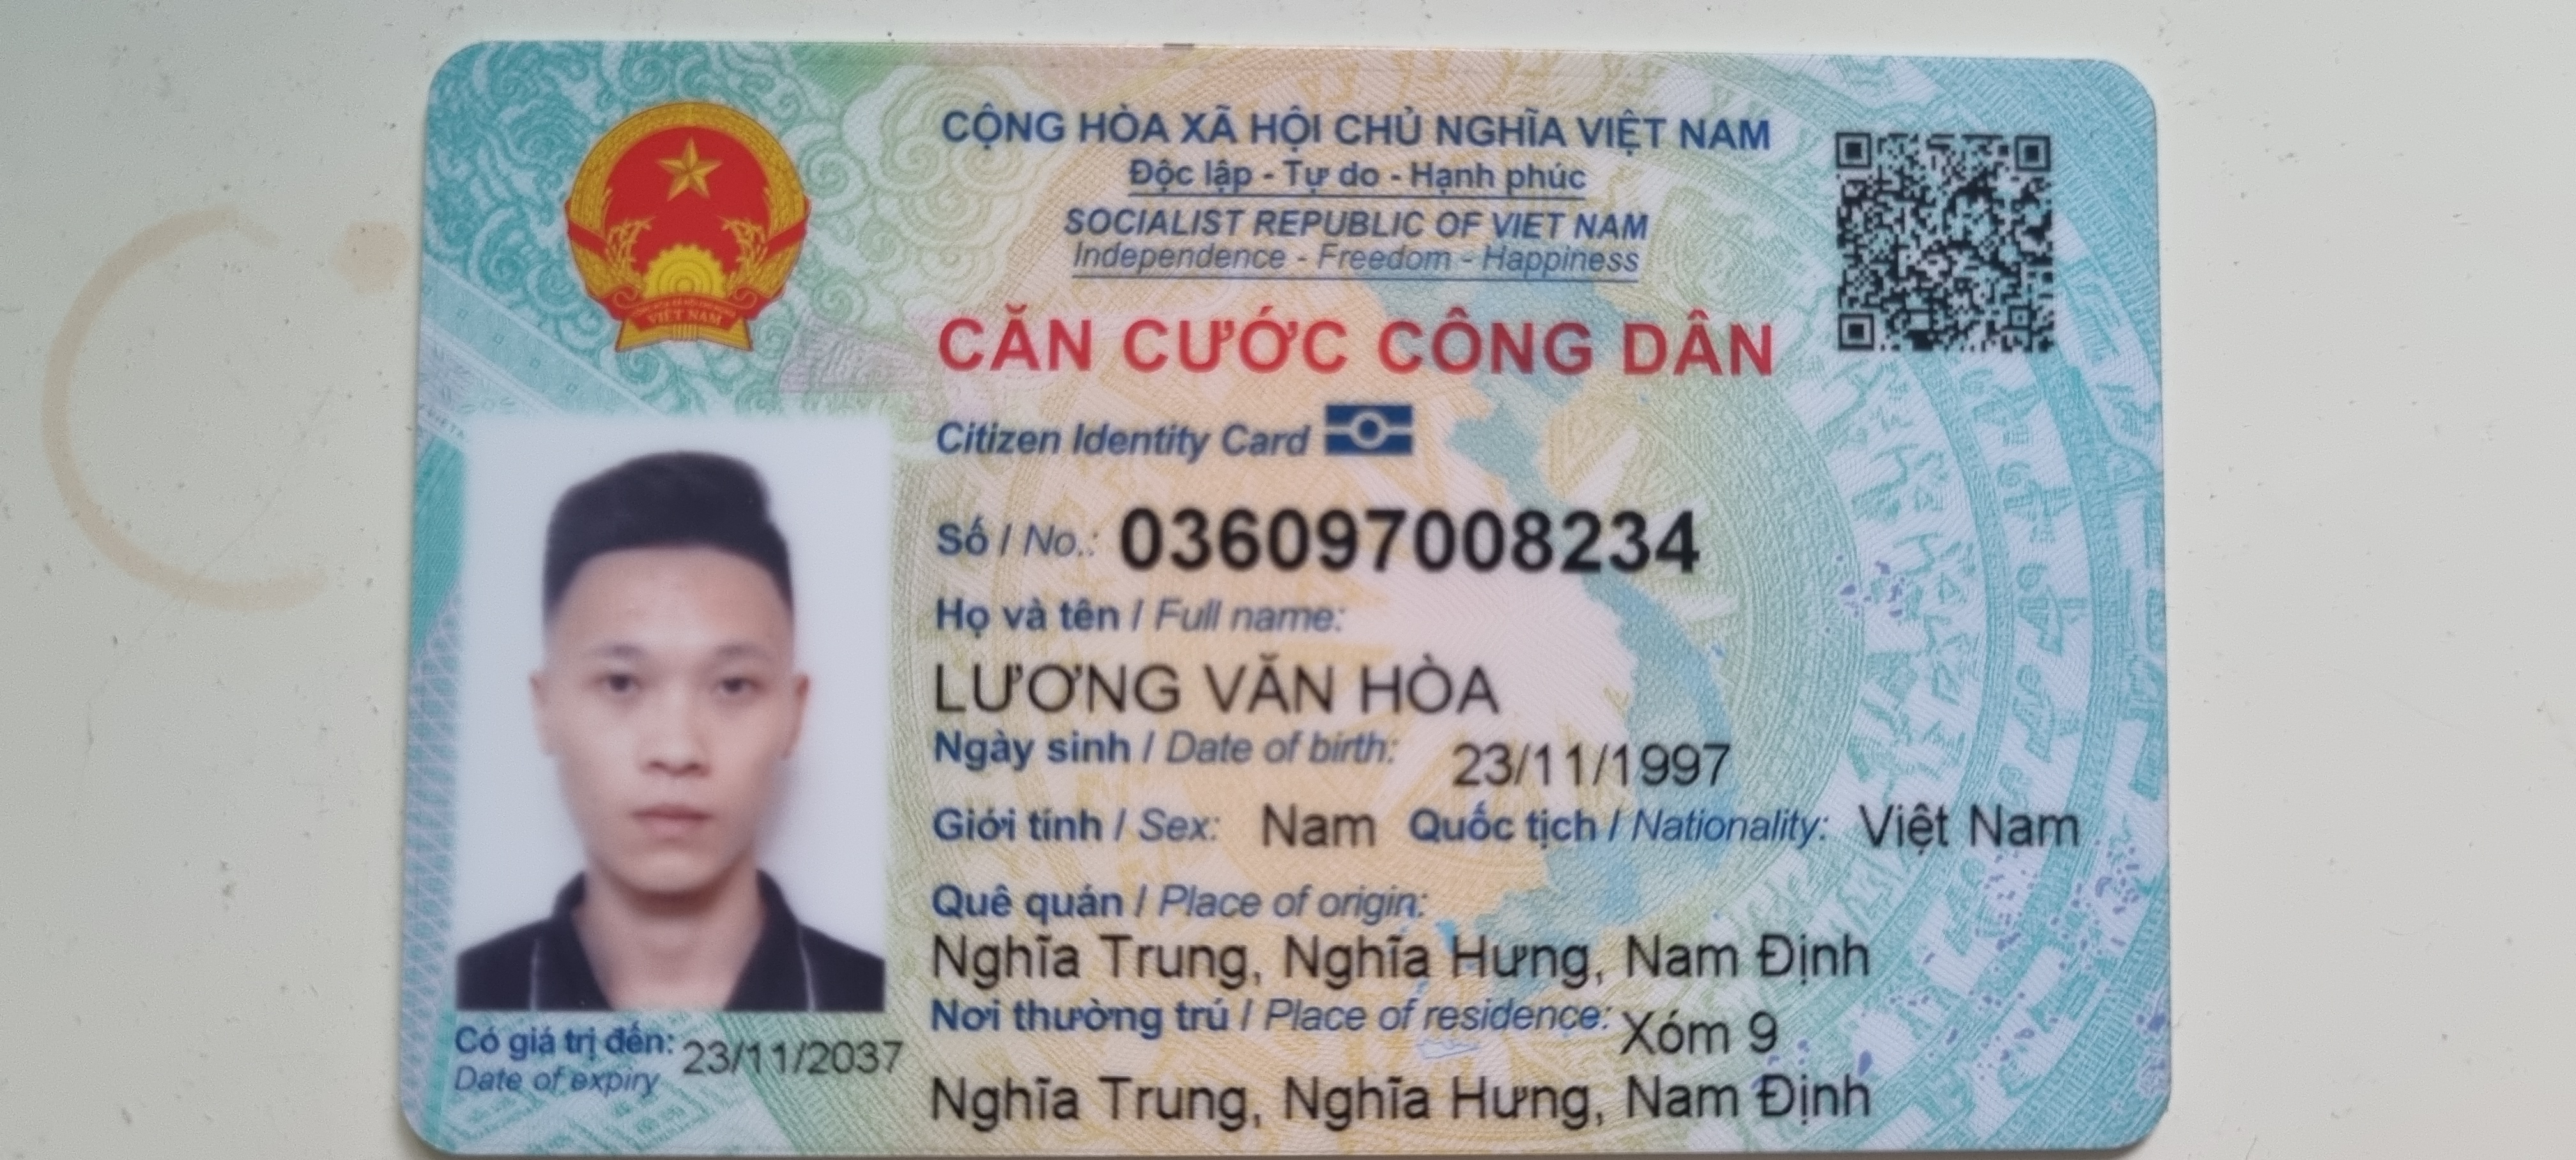 CỘNG HÒA XÃ HỘI CHỦ NGHĨA VIỆT NAM
Độc lập - Tự do - Hạnh phúc
SOCIALIST REPUBLIC OF VIET NAM
Independence - Freedom - Happiness
CĂN CƯỚC CÔNG DÂN
Citizen Identity Card
Số / No.: 036097008234
Họ và tên / Full name:
LƯƠNG VĂN HÒA
Ngày sinh / Date of birth: 23/11/1997
Giới tính / Sex: Nam Quốc tịch / Nationality: Việt Nam
Quê quán / Place of origin:
Nghĩa Trung, Nghĩa Hưng, Nam Định
Nơi thường trú / Place of residence: Xóm 9
Nghĩa Trung, Nghĩa Hưng, Nam Định
Có giá trị đến: 23/11/2037
Date of expiry
VIỆT NAM